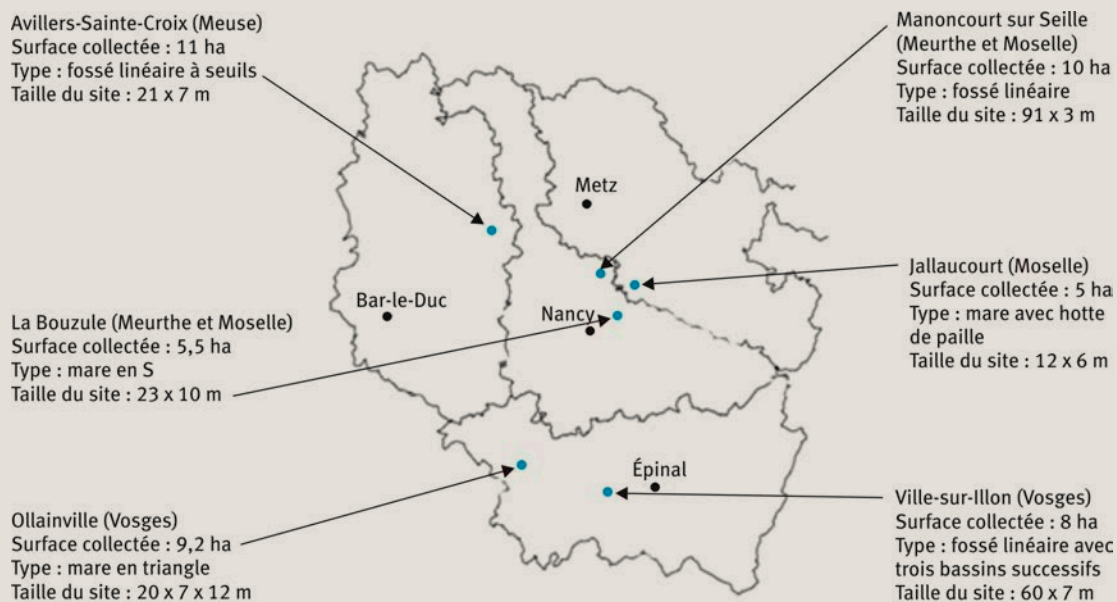 Avillers-Sainte-Croix (Meuse)
Surface collectée : 11 ha
Type : fossé linéaire à seuils
Taille du site : 21 x 7 m
Manoncourt sur Seille
(Meurthe et Moselle)
Surface collectée : 10 ha
Type : fossé linéaire
Taille du site : 91 x 3 m
Metz
Bar-le-Duc
Nancy
Jallaucourt (Moselle)
Surface collectée : 5 ha
Type : mare avec hotte
de paille
Taille du site : 12 x 6 m
La Bouzule (Meurthe et Moselle)
Surface collectée : 5,5 ha
Type : mare en S
Taille du site : 23 x 10 m
Épinal
Ollainville (Vosges)
Surface collectée : 9,2 ha
Type : mare en triangle
Taille du site : 20 x 7 x 12 m
Ville-sur-Illon (Vosges)
Surface collectée : 8 ha
Type : fossé linéaire avec
trois bassins successifs
Taille du site : 60 x 7 m